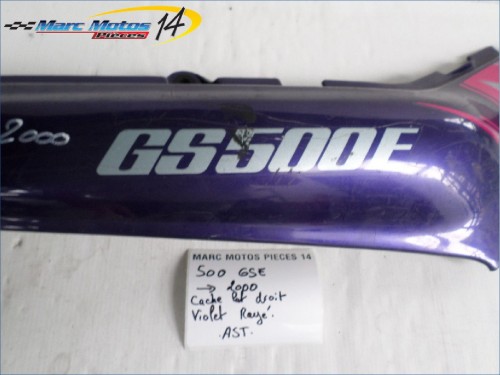 Marc Motos 14
PIECES
2000
GS500E
MARC MOTOS PIECES 14
500 GSE
→ 2000
Cache lat droit
Violet Rayé.
.AST.